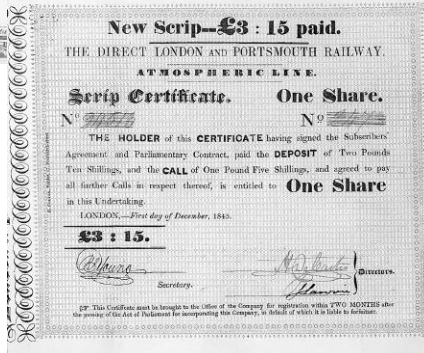 New Scrip--£3 : 15 paid.
THE DIRECT LONDON AND PORTSMOUTH RAILWAY.
ATMOSPHERIC LINE.
Scrip Certificate. One Share.
No No
THE HOLDER of this CERTIFICATE having signed the Subscribers'
Agreement and Parliamentary Contract, paid the DEPOSIT of Two Pounds
Ten Shillings, and the CALL of One Pound Five Shillings, and agreed to pay
all further Calls in respect thereof, is entitled to One Share
in this Undertaking.
LONDON,—First day of December, 1845.
£3 : 15.
Young
Secretary.
Directors.
☞ This Certificate must be brought to the Office of the Company for registration within TWO MONTHS after
the passing of the Act of Parliament for incorporating this Company, in default of which it is liable to forfeiture.